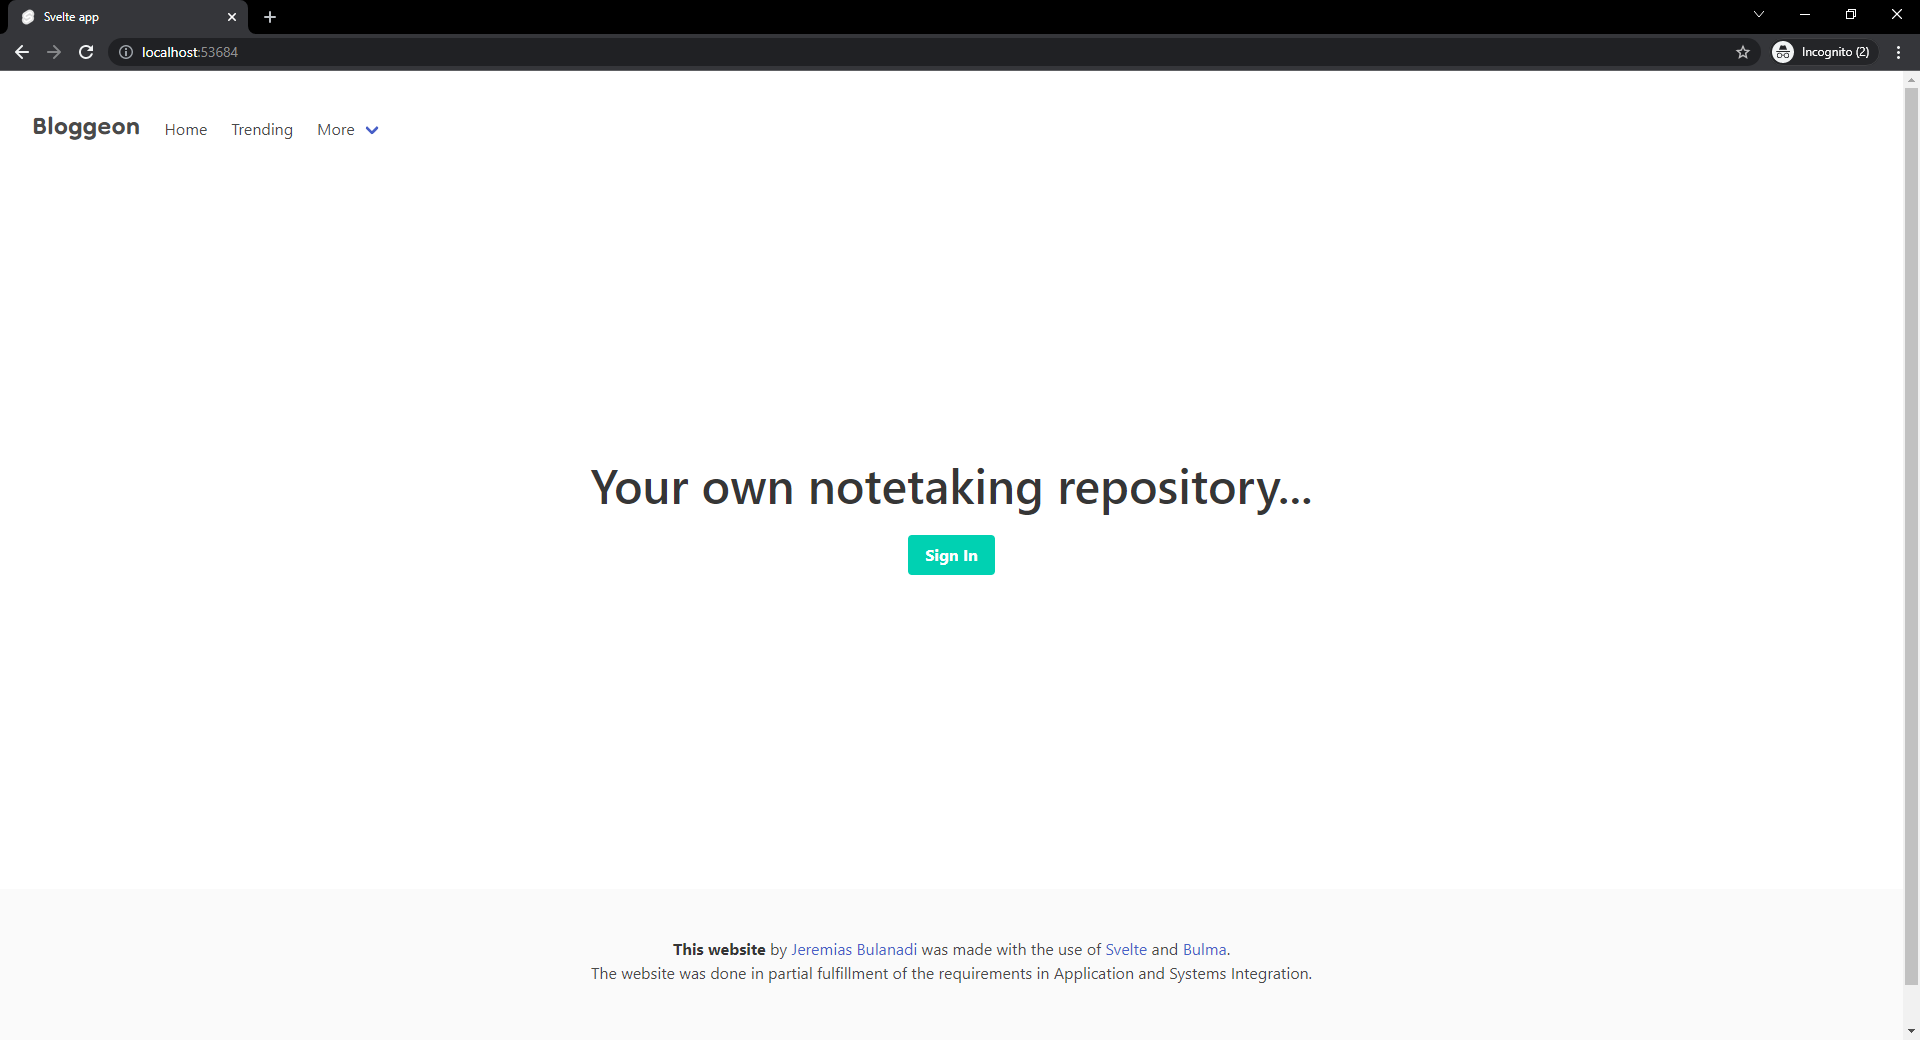 Svelte app
localhost:53684
Incognito (2)
Bloggeon Home Trending More
Your own notetaking repository...
Sign In
This website by Jeremias Bulanadi was made with the use of Svelte and Bulma.
The website was done in partial fulfillment of the requirements in Application and Systems Integration.